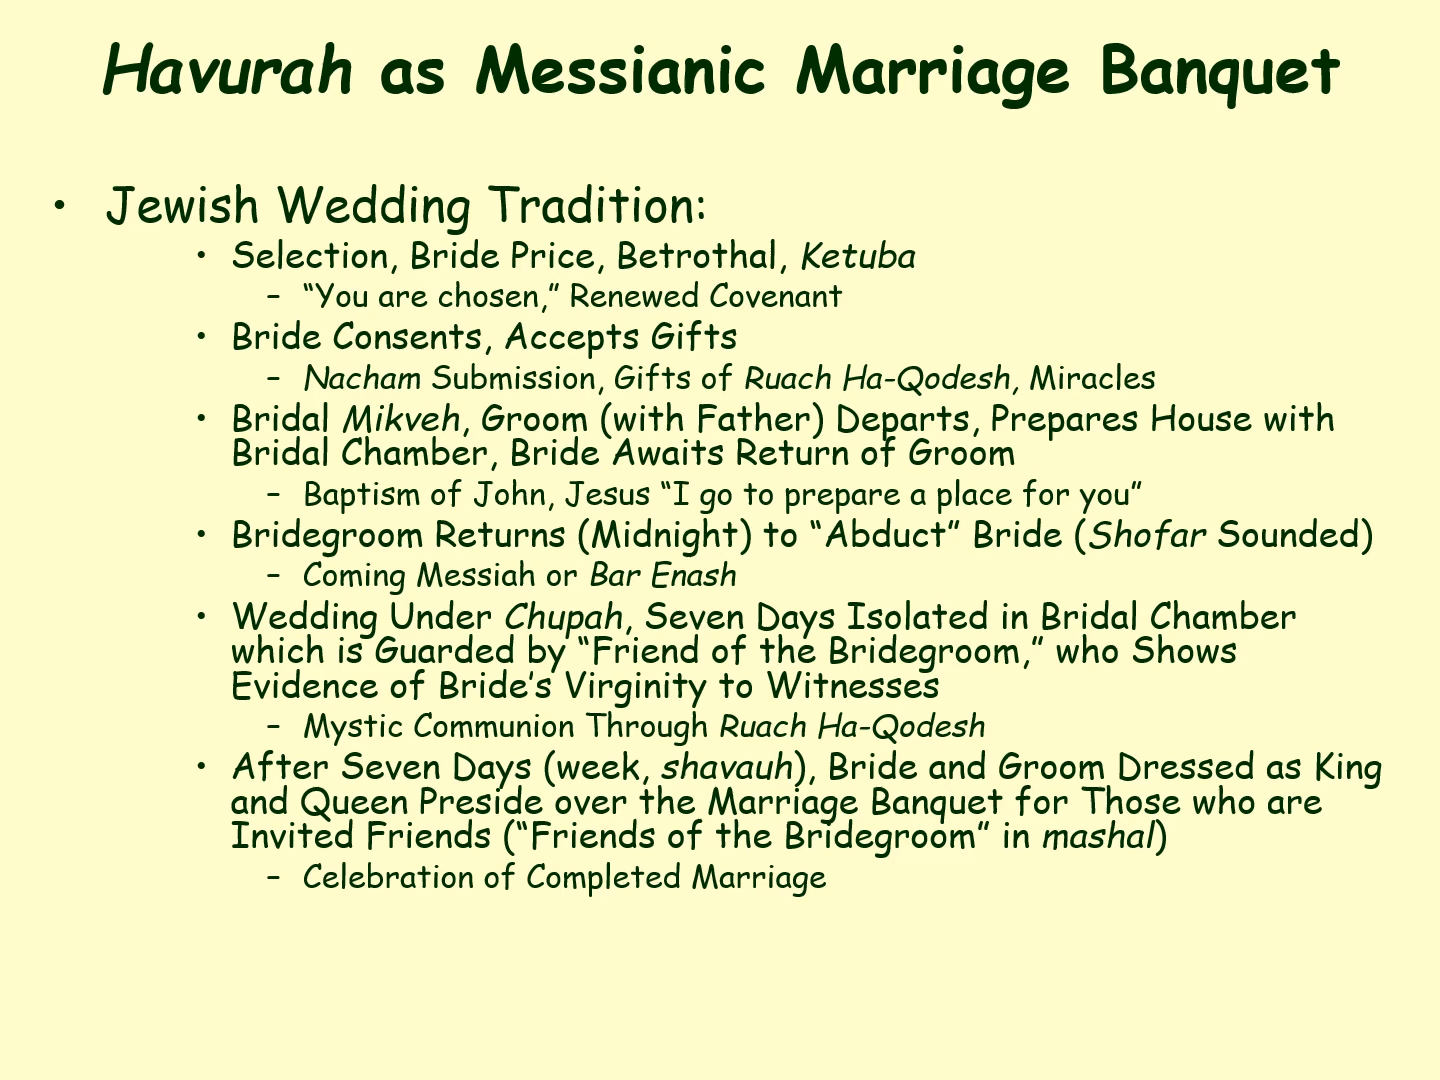 Havurah as Messianic Marriage Banquet
• Jewish Wedding Tradition:
• Selection, Bride Price, Betrothal, Ketuba
– “You are chosen,” Renewed Covenant
• Bride Consents, Accepts Gifts
– Nacham Submission, Gifts of Ruach Ha-Qodesh, Miracles
• Bridal Mikveh, Groom (with Father) Departs, Prepares House with
Bridal Chamber, Bride Awaits Return of Groom
– Baptism of John, Jesus “I go to prepare a place for you”
• Bridegroom Returns (Midnight) to “Abduct” Bride (Shofar Sounded)
– Coming Messiah or Bar Enash
• Wedding Under Chupah, Seven Days Isolated in Bridal Chamber
which is Guarded by “Friend of the Bridegroom,” who Shows
Evidence of Bride’s Virginity to Witnesses
– Mystic Communion Through Ruach Ha-Qodesh
• After Seven Days (week, shavauh), Bride and Groom Dressed as King
and Queen Preside over the Marriage Banquet for Those who are
Invited Friends (“Friends of the Bridegroom” in mashal)
– Celebration of Completed Marriage